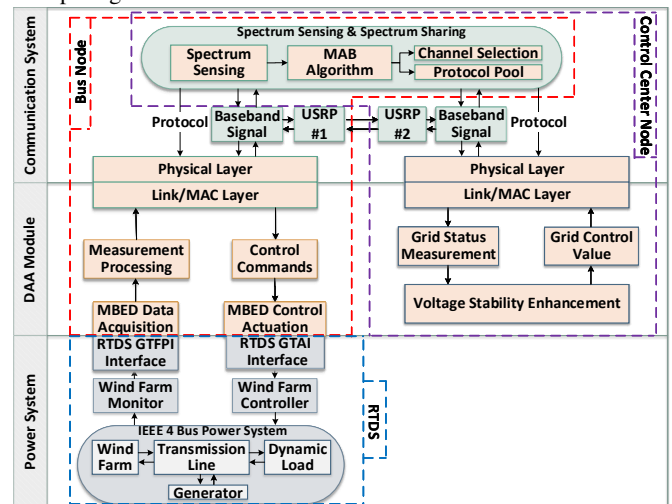 Spectrum Sensing & Spectrum Sharing
Spectrum
Sensing
MAB
Algorithm
Channel Selection
Protocol Pool
Communication System
Bus Node
Control Center Node
Protocol
Baseband
Signal
USRP
#1
USRP
#2
Baseband
Signal
Protocol
Physical Layer
Link/MAC Layer
Physical Layer
Link/MAC Layer
DAA Module
Measurement
Processing
Control
Commands
Grid Status
Measurement
Grid Control
Value
MBED Data
Acquisition
MBED Control
Actuation
Voltage Stability Enhancement
Power System
RTDS GTFPI
Interface
RTDS GTAI
Interface
Wind Farm
Monitor
Wind Farm
Controller
RTDS
IEEE 4 Bus Power System
Wind
Farm
Transmission
Line
Dynamic
Load
Generator